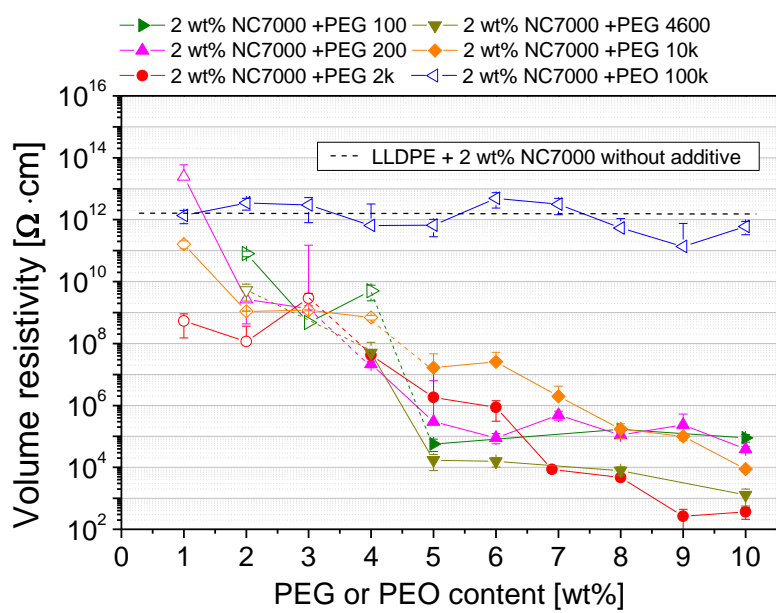 2 wt% NC7000 +PEG 100 2 wt% NC7000 +PEG 4600
2 wt% NC7000 +PEG 200 2 wt% NC7000 +PEG 10k
2 wt% NC7000 +PEG 2k 2 wt% NC7000 +PEO 100k
10^16
10^14
10^12
10^10
10^8
10^6
10^4
10^2
LLDPE + 2 wt% NC7000 without additive
Volume resistivity [Ω ·cm]
0 1 2 3 4 5 6 7 8 9 10
PEG or PEO content [wt%]